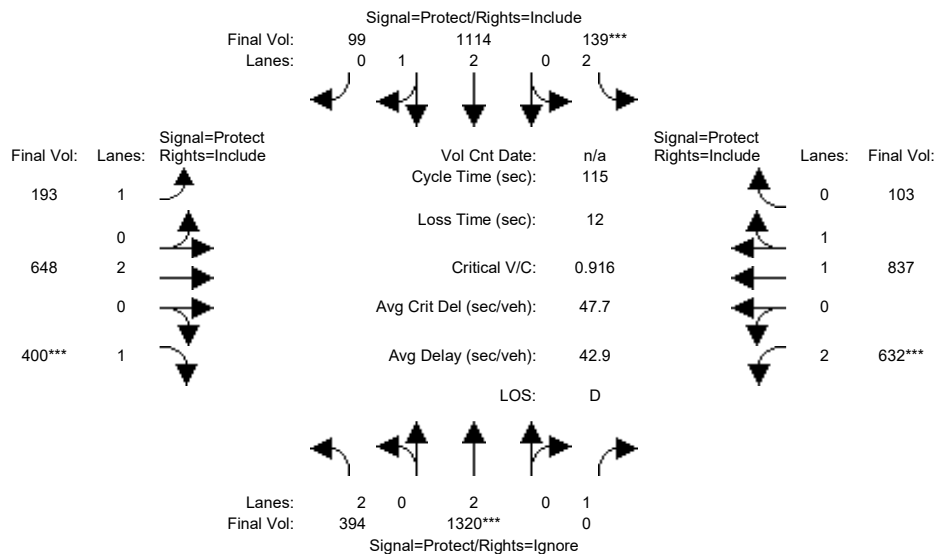 Signal=Protect/Rights=Include
Final Vol: 99 1114 139***
Lanes: 0 1 2 0 2
Signal=Protect
Final Vol: Lanes: Rights=Include
Vol Cnt Date: n/a
Signal=Protect
Rights=Include Lanes: Final Vol:
Cycle Time (sec): 115
193 1
0 103
Loss Time (sec): 12
0
1
648 2
Critical V/C: 0.916
1 837
0
Avg Crit Del (sec/veh): 47.7
0
400*** 1
Avg Delay (sec/veh): 42.9
2 632***
LOS: D
Lanes: 2 0 2 0 1
Final Vol: 394 1320*** 0
Signal=Protect/Rights=Ignore